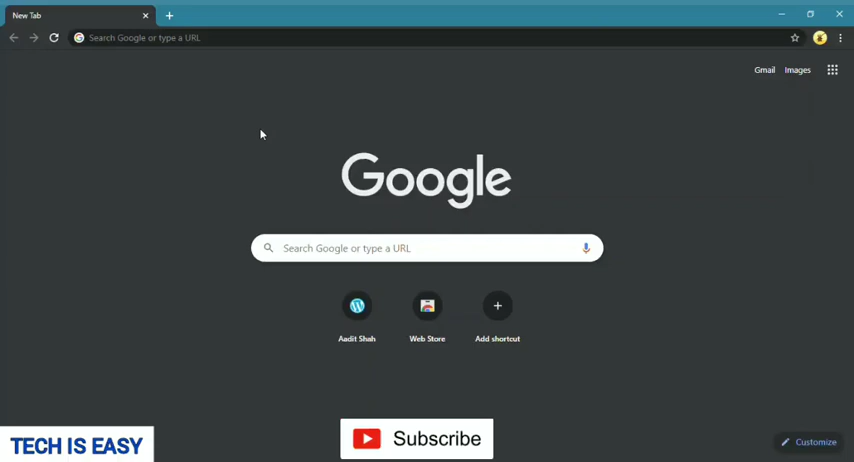 New Tab
Search Google or type a URL
Gmail Images
Google
Search Google or type a URL
Aadit Shah Web Store Add shortcut
Subscribe
TECH IS EASY
Customize